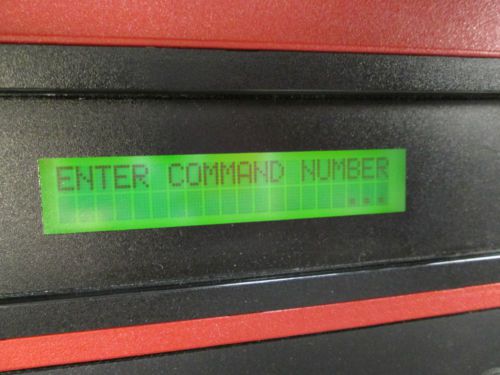 ENTER COMMAND NUMBER
...